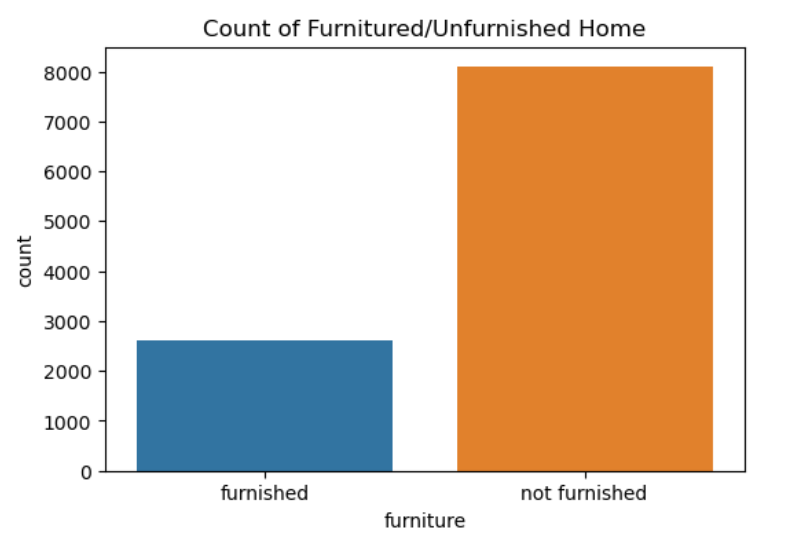 Count of Furnitured/Unfurnished Home
8000
7000
6000
5000
4000
3000
2000
1000
0
count
furnished
not furnished
furniture